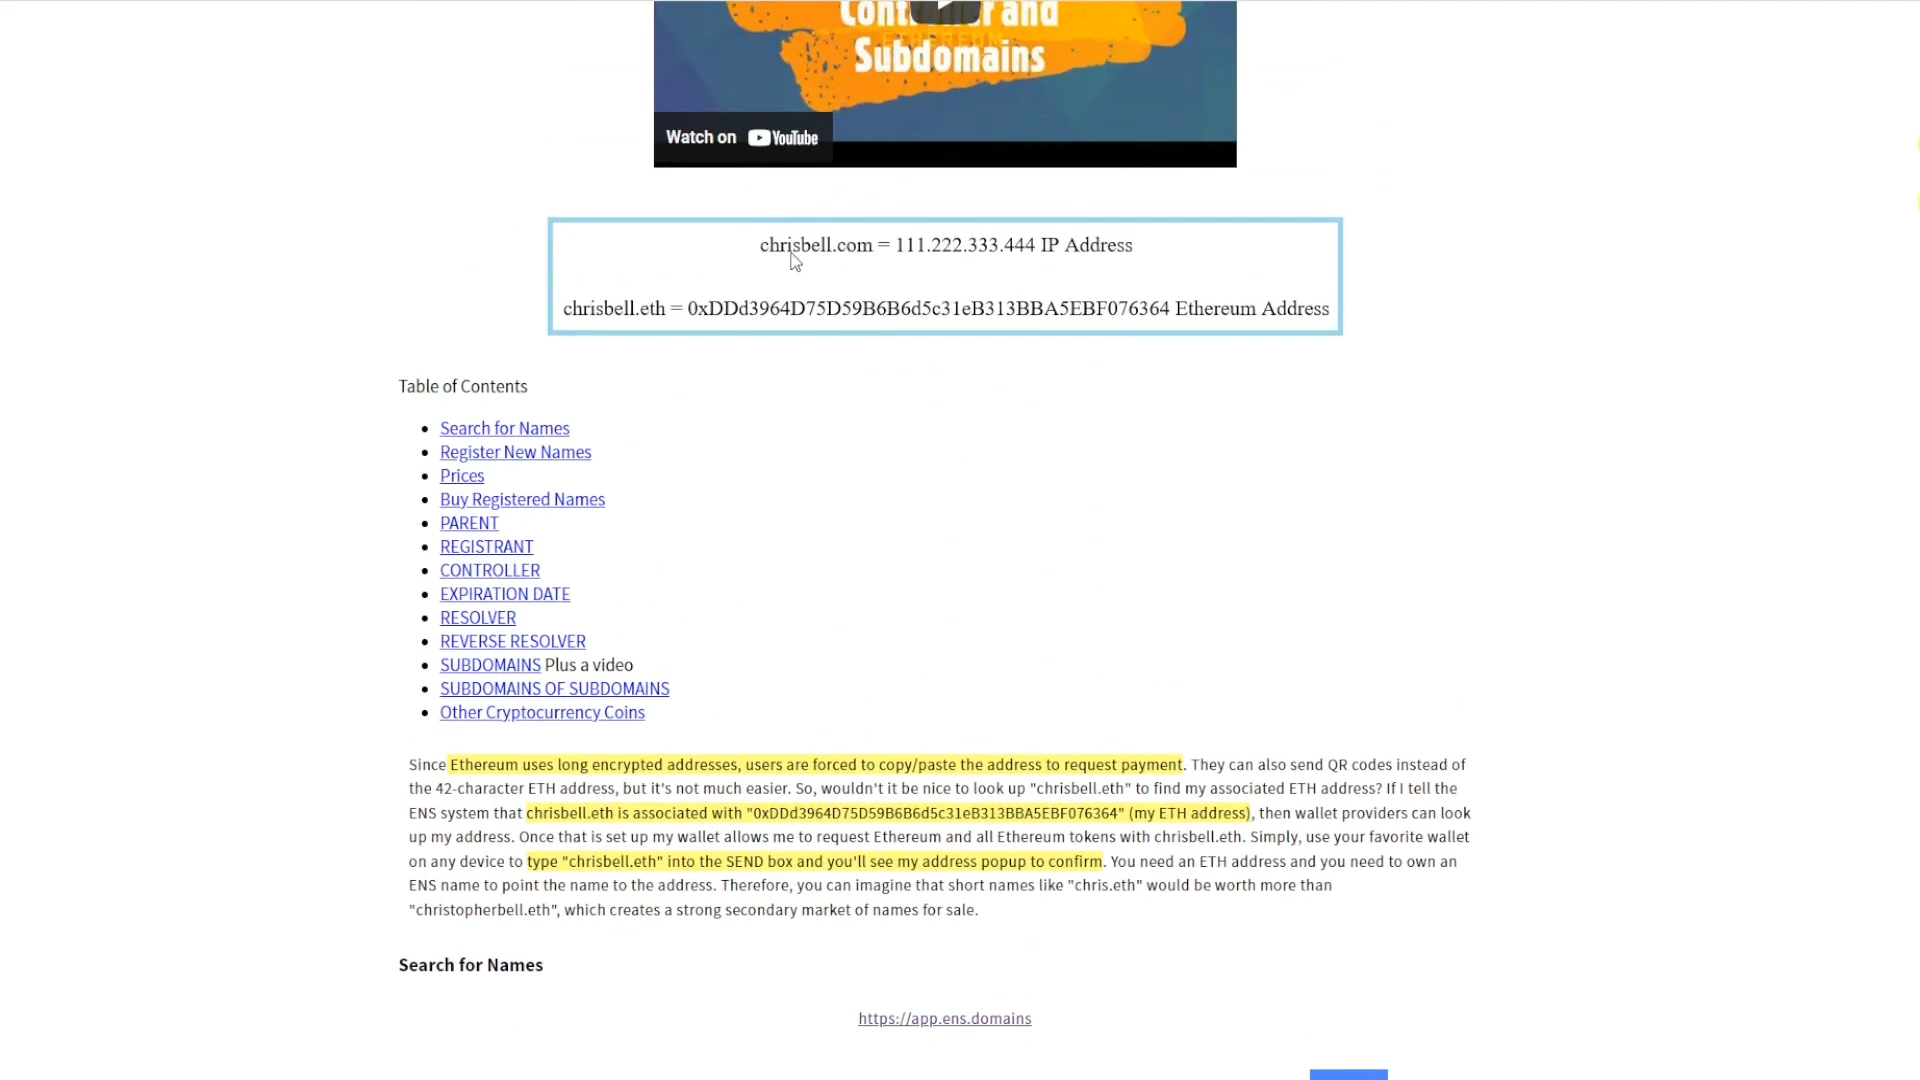 Controller and
Subdomains
Watch on YouTube
chrisbell.com = 111.222.333.444 IP Address
chrisbell.eth = 0xDDd3964D75D59B6B6d5c31eB313BBA5EBF076364 Ethereum Address
Table of Contents
Search for Names
Register New Names
Prices
Buy Registered Names
PARENT
REGISTRANT
CONTROLLER
EXPIRATION DATE
RESOLVER
REVERSE RESOLVER
SUBDOMAINS Plus a video
SUBDOMAINS OF SUBDOMAINS
Other Cryptocurrency Coins
Since Ethereum uses long encrypted addresses, users are forced to copy/paste the address to request payment. They can also send QR codes instead of
the 42-character ETH address, but it's not much easier. So, wouldn't it be nice to look up "chrisbell.eth" to find my associated ETH address? If I tell the
ENS system that chrisbell.eth is associated with "0xDDd3964D75D59B6B6d5c31eB313BBA5EBF076364" (my ETH address), then wallet providers can look
up my address. Once that is set up my wallet allows me to request Ethereum and all Ethereum tokens with chrisbell.eth. Simply, use your favorite wallet
on any device to type "chrisbell.eth" into the SEND box and you'll see my address popup to confirm. You need an ETH address and you need to own an
ENS name to point the name to the address. Therefore, you can imagine that short names like "chris.eth" would be worth more than
"christopherbell.eth", which creates a strong secondary market of names for sale.
Search for Names
https://app.ens.domains